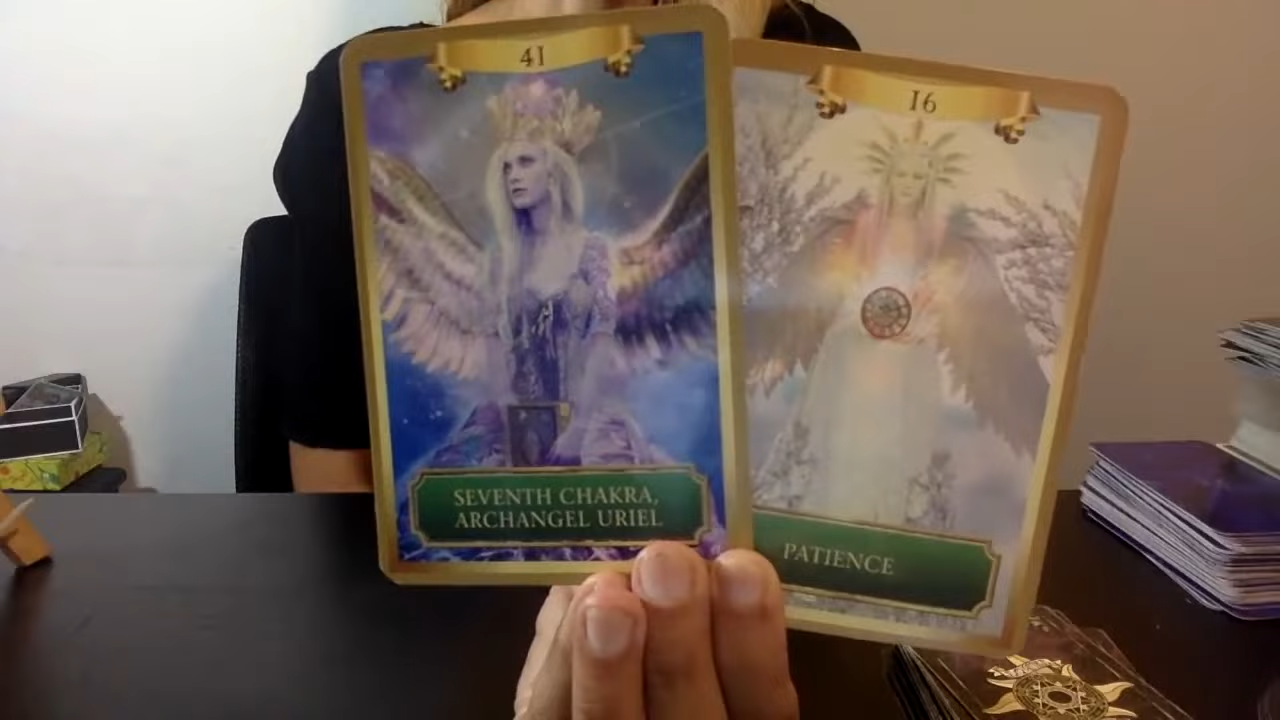 41
SEVENTH CHAKRA,
ARCHANGEL URIEL
16
PATIENCE